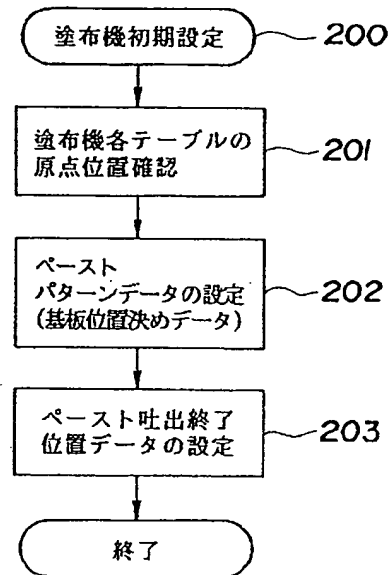 塗布機初期設定
200
塗布機各テーブルの
原点位置確認
201
ペースト
パターンデータの設定
(基板位置決めデータ)
202
ペースト吐出終了
位置データの設定
203
終了